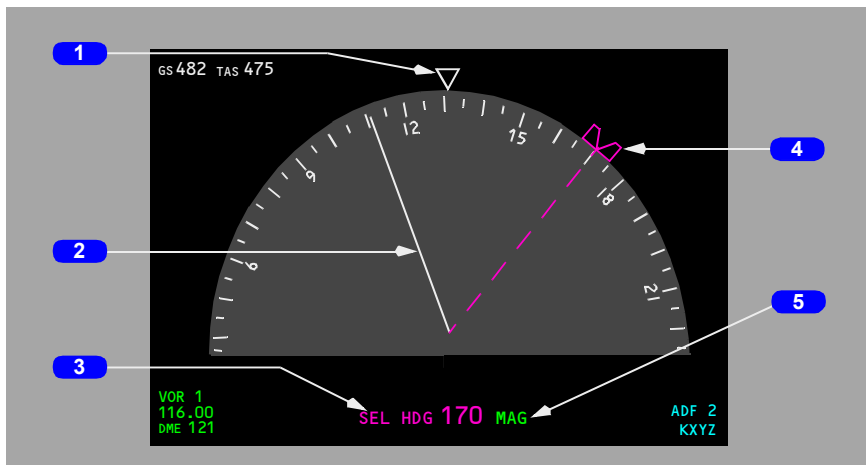 1
GS 482 TAS 475
12
15
4
9
18
2
6
21
5
3
VOR 1
116.00
DME 121
SEL HDG 170 MAG
ADF 2
KXYZ